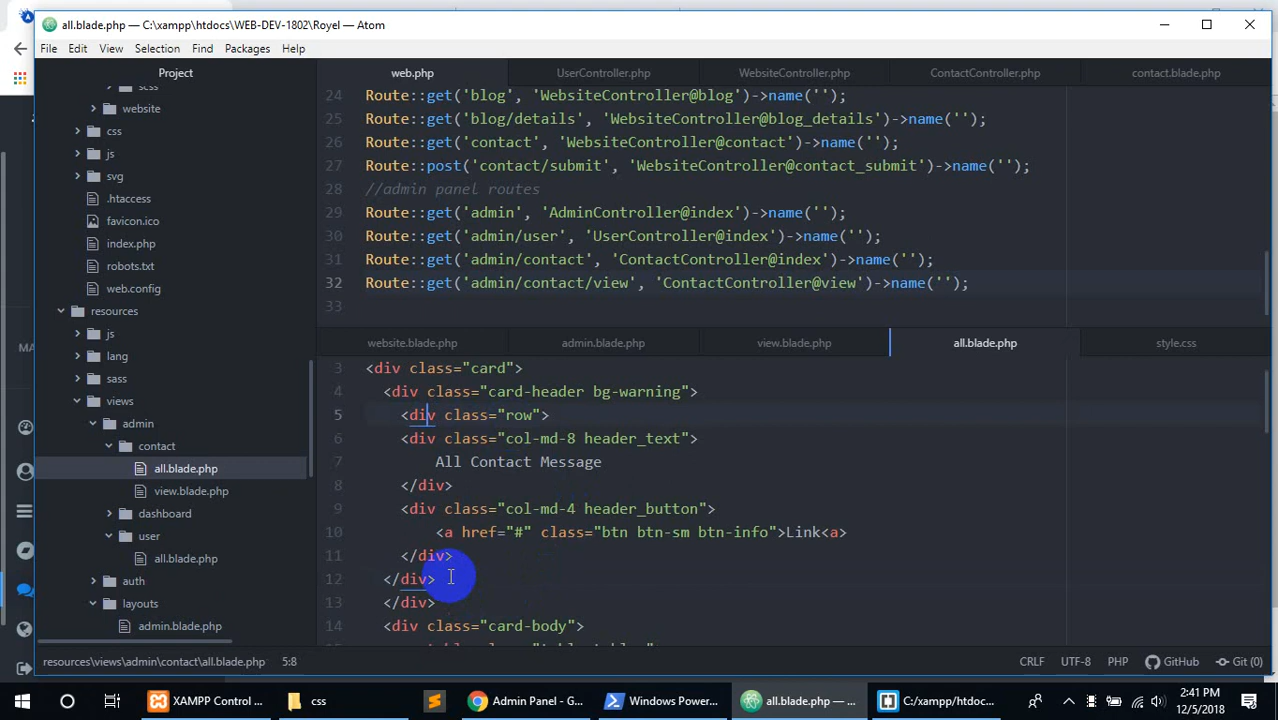 all.blade.php — C:\xampp\htdocs\WEB-DEV-1802\Royel — Atom
File Edit View Selection Find Packages Help
Project
web.php UserController.php WebsiteController.php ContactController.php contact.blade.php
scss
website
css
js
svg
.htaccess
favicon.ico
index.php
robots.txt
web.config
resources
js
lang
sass
views
admin
contact
all.blade.php
view.blade.php
dashboard
user
all.blade.php
auth
layouts
admin.blade.php
24 Route::get('blog', 'WebsiteController@blog')->name('');
25 Route::get('blog/details', 'WebsiteController@blog_details')->name('');
26 Route::get('contact', 'WebsiteController@contact')->name('');
27 Route::post('contact/submit', 'WebsiteController@contact_submit')->name('');
28 //admin panel routes
29 Route::get('admin', 'AdminController@index')->name('');
30 Route::get('admin/user', 'UserController@index')->name('');
31 Route::get('admin/contact', 'ContactController@index')->name('');
32 Route::get('admin/contact/view', 'ContactController@view')->name('');
33
website.blade.php admin.blade.php view.blade.php all.blade.php style.css
3 <div class="card">
4 <div class="card-header bg-warning">
5 <div class="row">
6 <div class="col-md-8 header_text">
7 All Contact Message
8 </div>
9 <div class="col-md-4 header_button">
10 <a href="#" class="btn btn-sm btn-info">Link<a>
11 </div>
12 </div>
13 </div>
14 <div class="card-body">
resources\views\admin\contact\all.blade.php 5:8 CRLF UTF-8 PHP GitHub Git (0)
XAMPP Control ... css Admin Panel - G... Windows Power... all.blade.php — ... C:/xampp/htdoc...
2:41 PM
12/5/2018